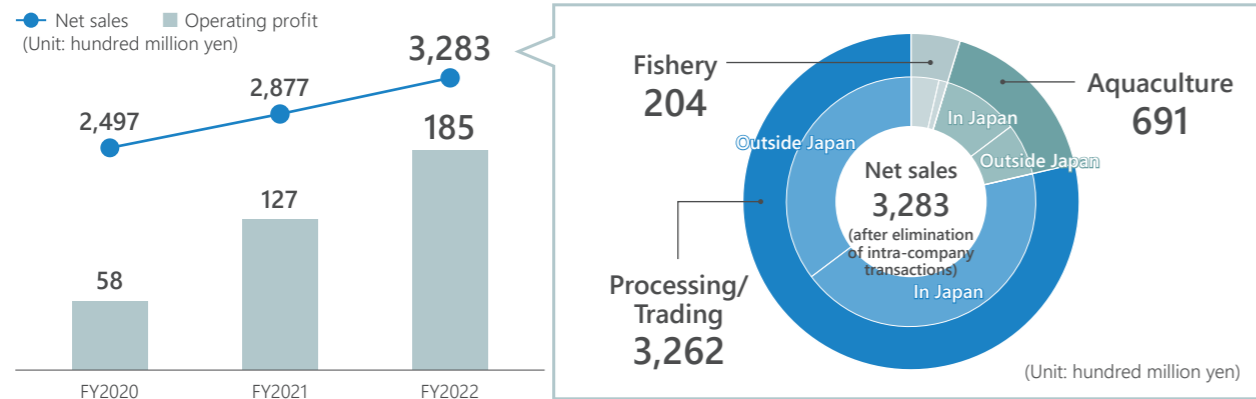 Net sales
Operating profit
(Unit: hundred million yen)
2,497
2,877
3,283
58
127
185
FY2020
FY2021
FY2022
Fishery
204
Aquaculture
691
In Japan
Outside Japan
Outside Japan
Net sales
3,283
(after elimination
of intra-company
transactions)
In Japan
Processing/
Trading
3,262
(Unit: hundred million yen)